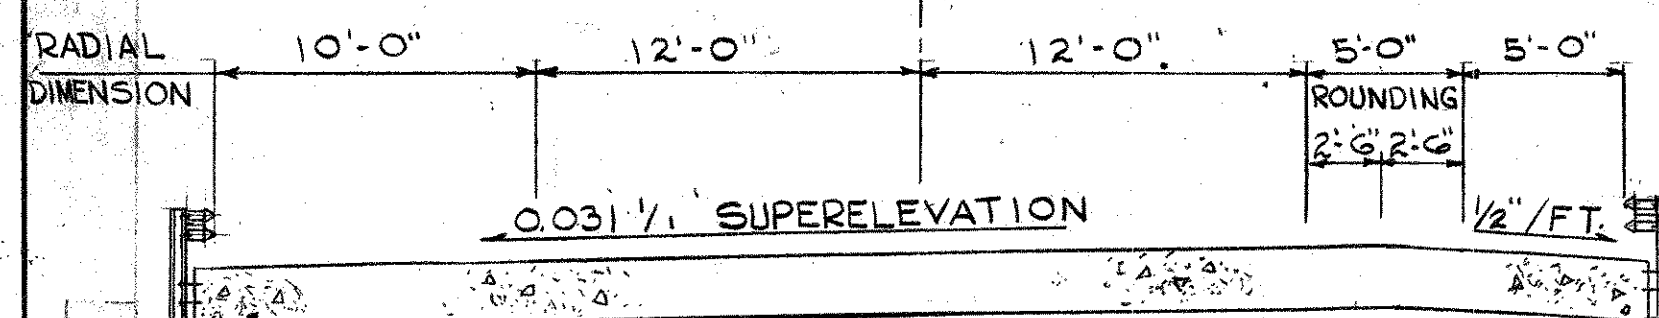 RADIAL 10'-0" 12'-0" 12'-0" 5'-0" 5'-0"
DIMENSION ROUNDING
2'-6" 2'-6"
0.031 '/' SUPERELEVATION 1/2"/FT.